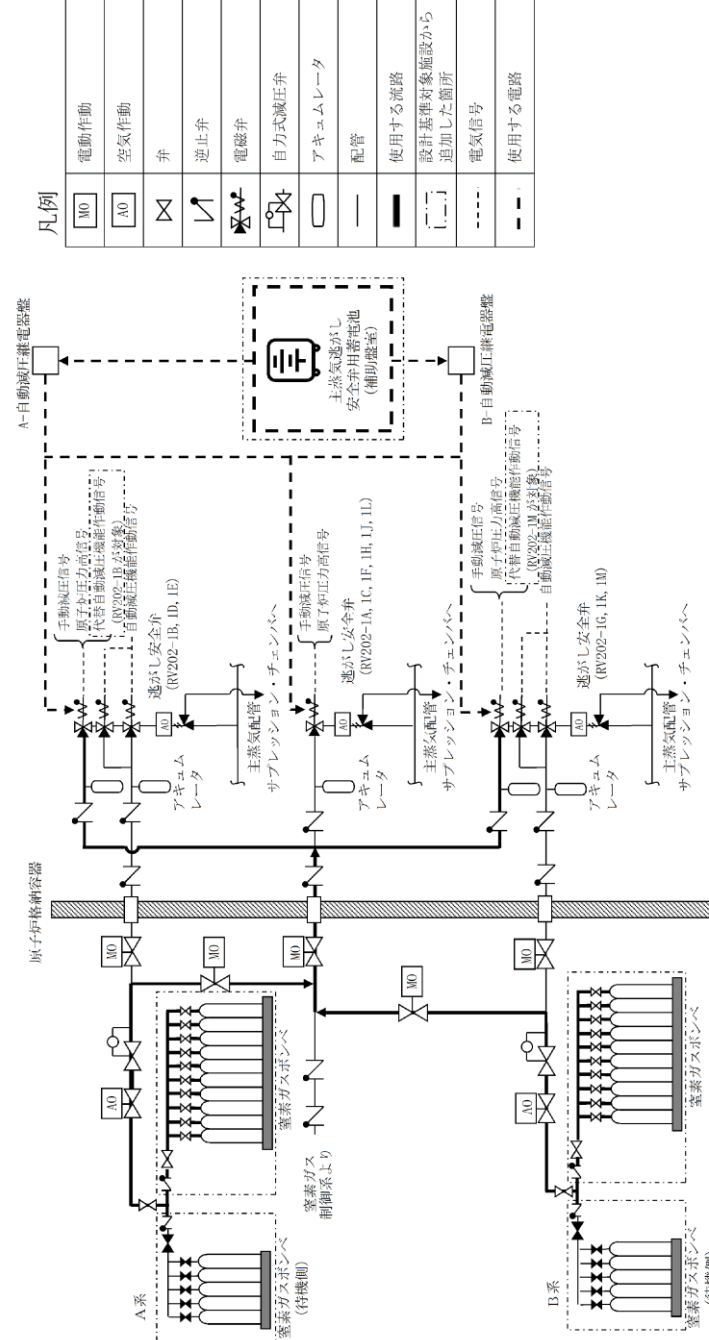 凡例
MO
電動作動
AO
空気作動
弁
逆止弁
電磁弁
自力式減圧弁
アキュムレータ
配管
使用する流路
設計基準対象施設から
追加した箇所
電気信号
使用する電路
A-自動減圧継電器盤
主蒸気逃がし
安全弁用蓄電池
(補助盤室)
B-自動減圧継電器盤
手動減圧信号
原子炉圧力高信号
代替自動減圧機能作動信号
(RV202-1B が対象)
自動減圧機能作動信号
逃がし安全弁
(RV202-1B, 1D, 1E)
AO
主蒸気配管
サプレッション・チェンバへ
アキュム
レータ
手動減圧信号
原子炉圧力高信号
逃がし安全弁
(RV202-1A, 1C, 1F, 1H, 1J, 1L)
AO
主蒸気配管
サプレッション・チェンバへ
アキュム
レータ
手動減圧信号
原子炉圧力高信号
代替自動減圧機能作動信号
(RV202-1M が対象)
自動減圧機能作動信号
逃がし安全弁
(RV202-1G, 1K, 1M)
AO
主蒸気配管
サプレッション・チェンバへ
アキュム
レータ
原子炉格納容器
MO
MO
MO
MO
MO
AO
AO
窒素ガスボンベ
窒素ガス
制御系より
窒素ガスボンベ
A系
窒素ガスボンベ
(待機側)
B系
窒素ガスボンベ
(待機側)